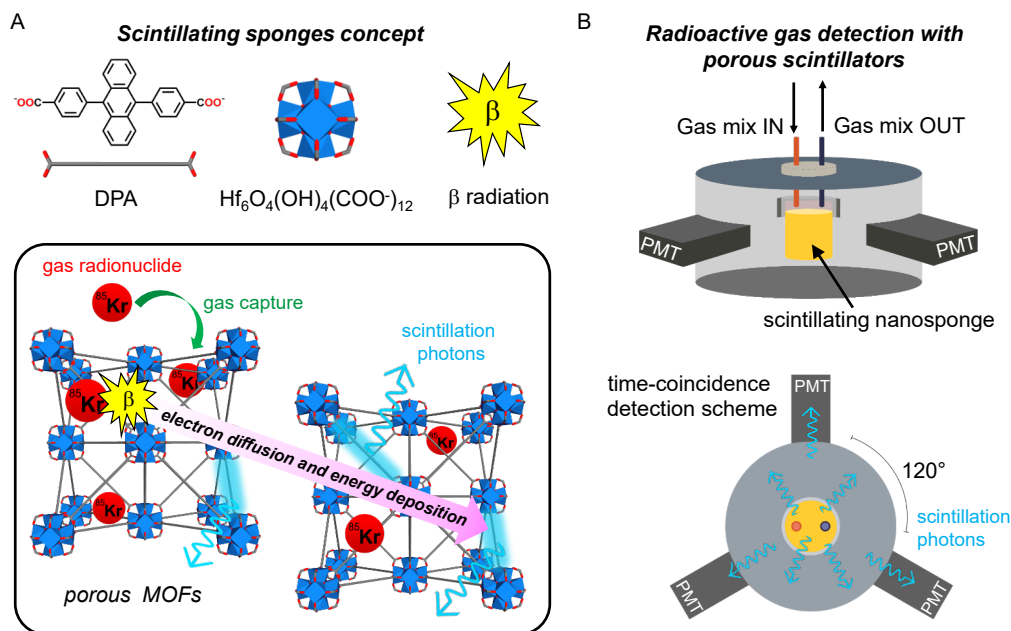 A
Scintillating sponges concept
⁻OOC
COO⁻
β
DPA
Hf₆O₄(OH)₄(COO⁻)₁₂
β radiation
gas radionuclide
⁸⁵Kr
gas capture
scintillation
photons
⁸⁵Kr
⁸⁵Kr
β
⁸⁵Kr
electron diffusion and energy deposition
⁸⁵Kr
⁸⁵Kr
porous MOFs
B
Radioactive gas detection with
porous scintillators
Gas mix IN
Gas mix OUT
PMT
PMT
scintillating nanosponge
time-coincidence
detection scheme
PMT
120°
scintillation
photons
PMT
PMT